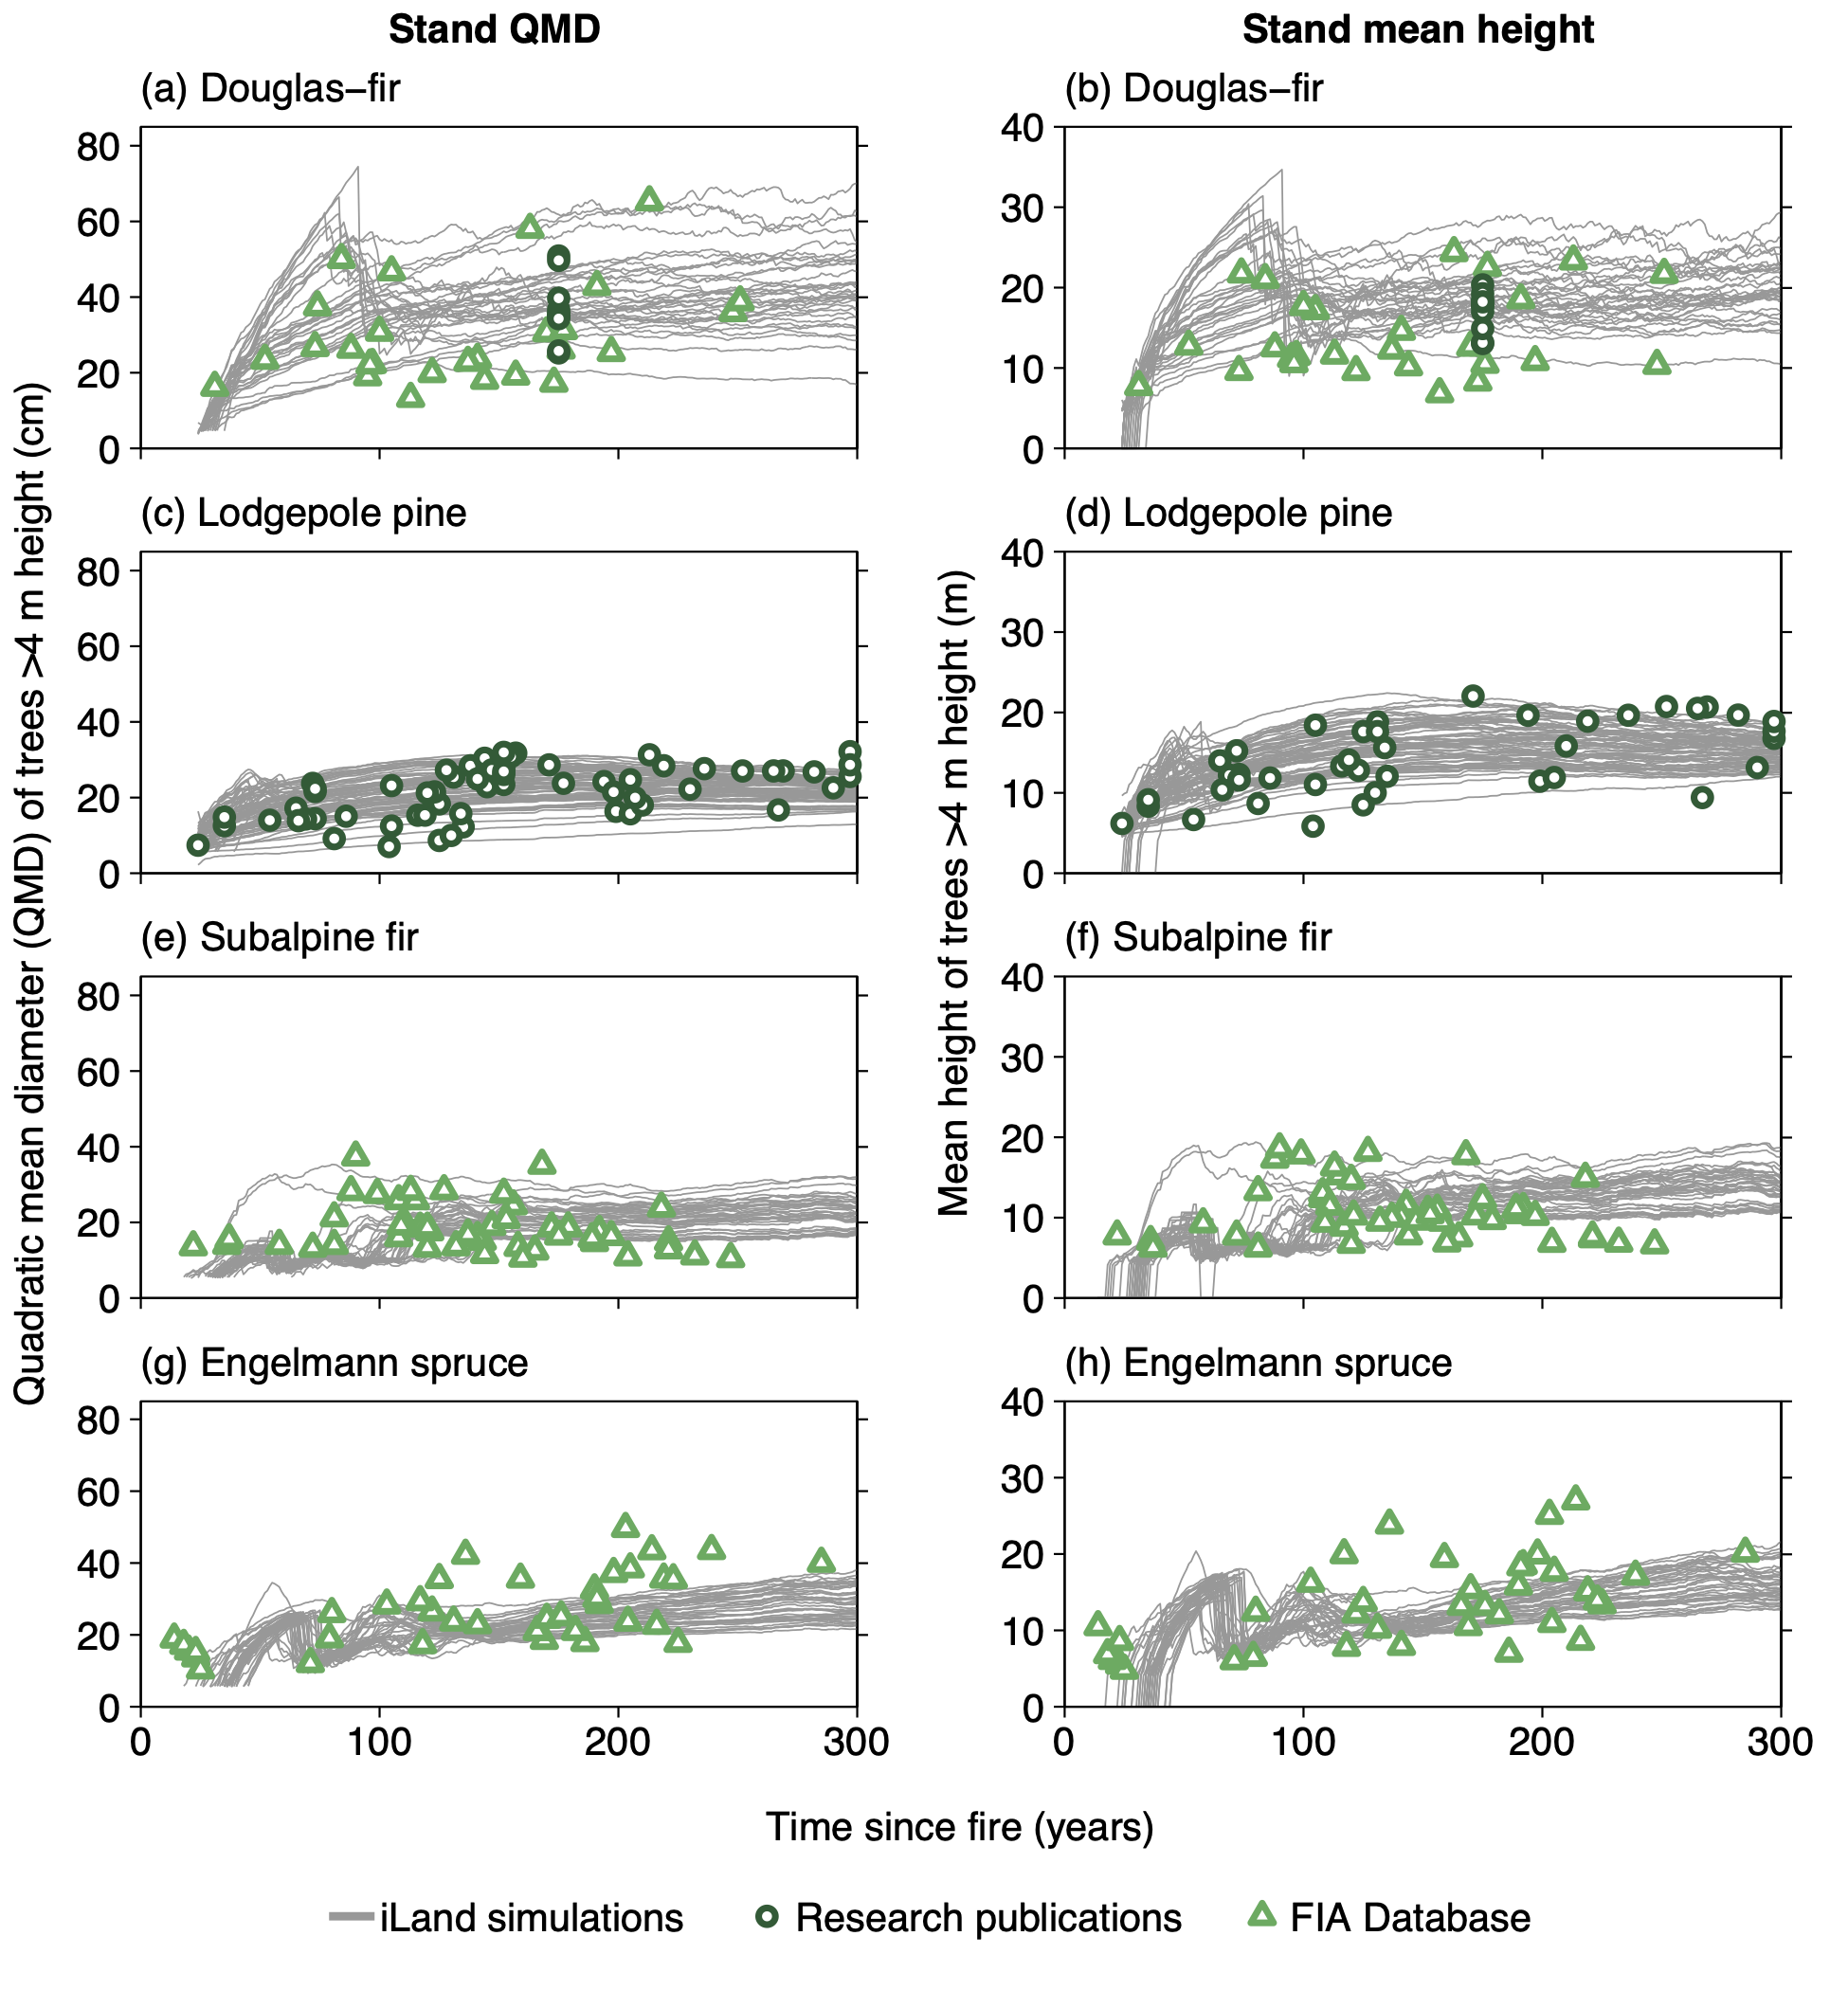 Stand QMD
Stand mean height
(a) Douglas−fir
(b) Douglas−fir
80
60
40
20
0
40
30
20
10
0
(c) Lodgepole pine
(d) Lodgepole pine
80
60
40
20
0
40
30
20
10
0
(e) Subalpine fir
(f) Subalpine fir
80
60
40
20
0
40
30
20
10
0
(g) Engelmann spruce
(h) Engelmann spruce
80
60
40
20
0
40
30
20
10
0
0 100 200 300
0 100 200 300
Quadratic mean diameter (QMD) of trees >4 m height (cm)
Mean height of trees >4 m height (m)
Time since fire (years)
iLand simulations
Research publications
FIA Database